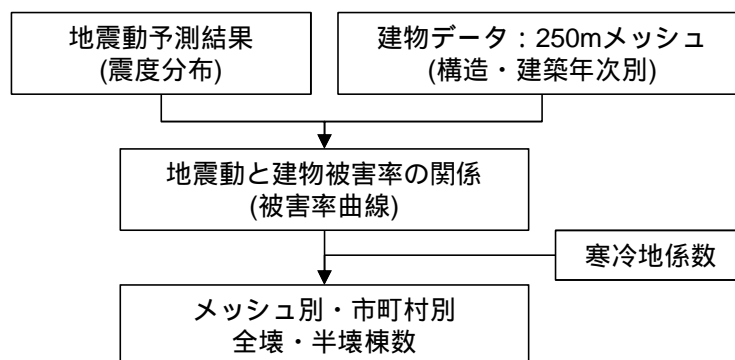 地震動予測結果
(震度分布)
建物データ：250mメッシュ
(構造・建築年次別)
地震動と建物被害率の関係
(被害率曲線)
寒冷地係数
メッシュ別・市町村別
全壊・半壊棟数